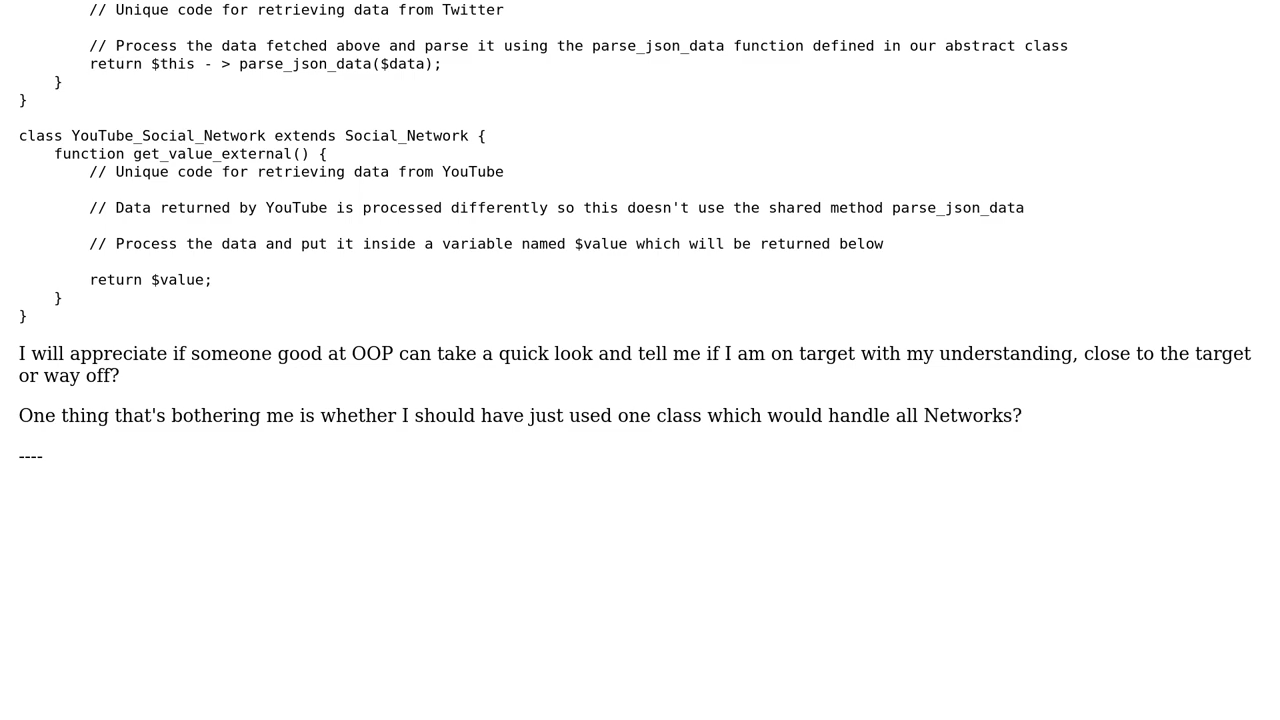 // Unique code for retrieving data from Twitter
// Process the data fetched above and parse it using the parse_json_data function defined in our abstract class
return $this - > parse_json_data($data);
}
}
class YouTube_Social_Network extends Social_Network {
function get_value_external() {
// Unique code for retrieving data from YouTube
// Data returned by YouTube is processed differently so this doesn't use the shared method parse_json_data
// Process the data and put it inside a variable named $value which will be returned below
return $value;
}
}
I will appreciate if someone good at OOP can take a quick look and tell me if I am on target with my understanding, close to the target
or way off?
One thing that's bothering me is whether I should have just used one class which would handle all Networks?
----